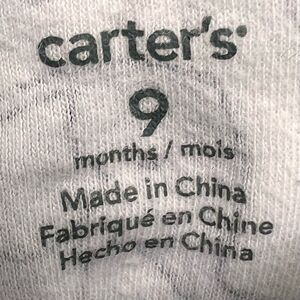 carter's
9
months / mois
Made in China
Fabriqué en Chine
Hecho en China